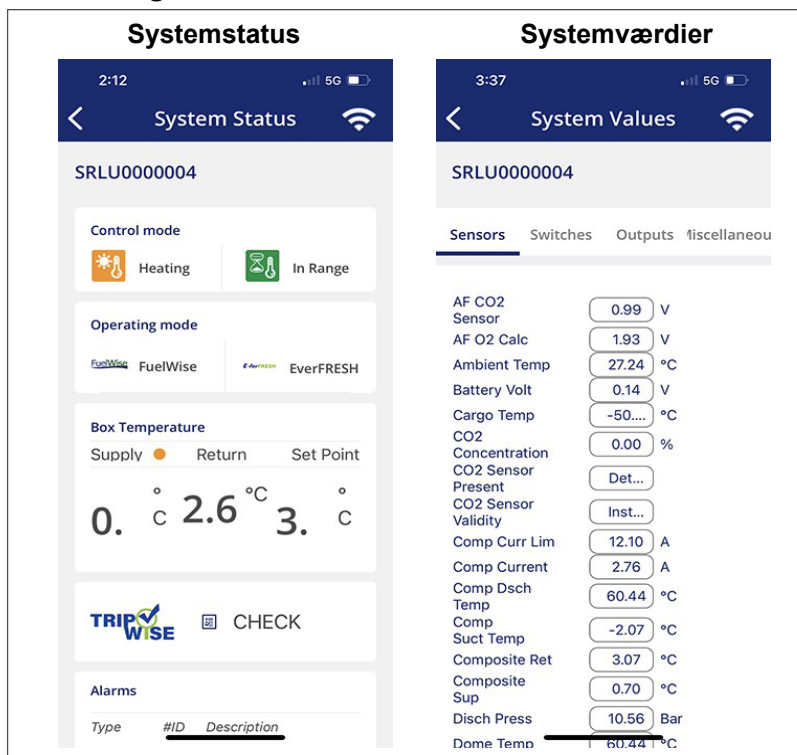 Systemstatus
2:12
5G
System Status
SRLU0000004
Control mode
Heating
In Range
Operating mode
FuelWise FuelWise
EverFRESH EverFRESH
Box Temperature
Supply Return Set Point
0. °C 2.6 °C 3. °C
TRIPWISE CHECK
Alarms
Type #ID Description
Systemværdier
3:37
5G
System Values
SRLU0000004
Sensors Switches Outputs Miscellaneou
AF CO2
Sensor 0.99 V
AF O2 Calc 1.93 V
Ambient Temp 27.24 °C
Battery Volt 0.14 V
Cargo Temp -50.... °C
CO2
Concentration 0.00 %
CO2 Sensor
Present Det...
CO2 Sensor
Validity Inst...
Comp Curr Lim 12.10 A
Comp Current 2.76 A
Comp Dsch
Temp 60.44 °C
Comp
Suct Temp -2.07 °C
Composite Ret 3.07 °C
Composite
Sup 0.70 °C
Disch Press 10.56 Bar
Dome Temp 60.44 °C